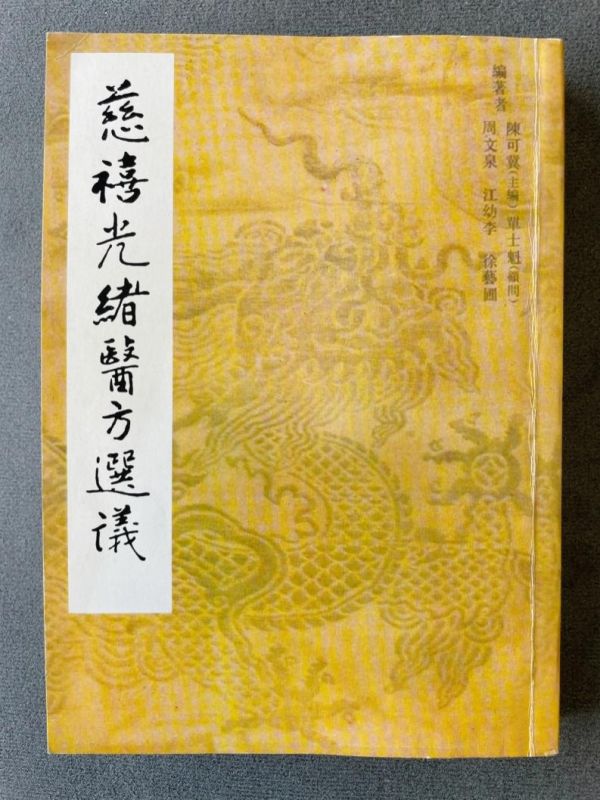 慈禧光緒醫方選議
編著者 陳可冀(主編) 單士魁(顧問)
周文泉 江幼李 徐藝圃